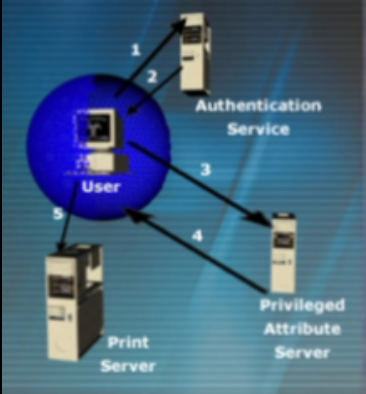 1
2
Authentication
Service
User
3
5
4
Privileged
Attribute
Server
Print
Server